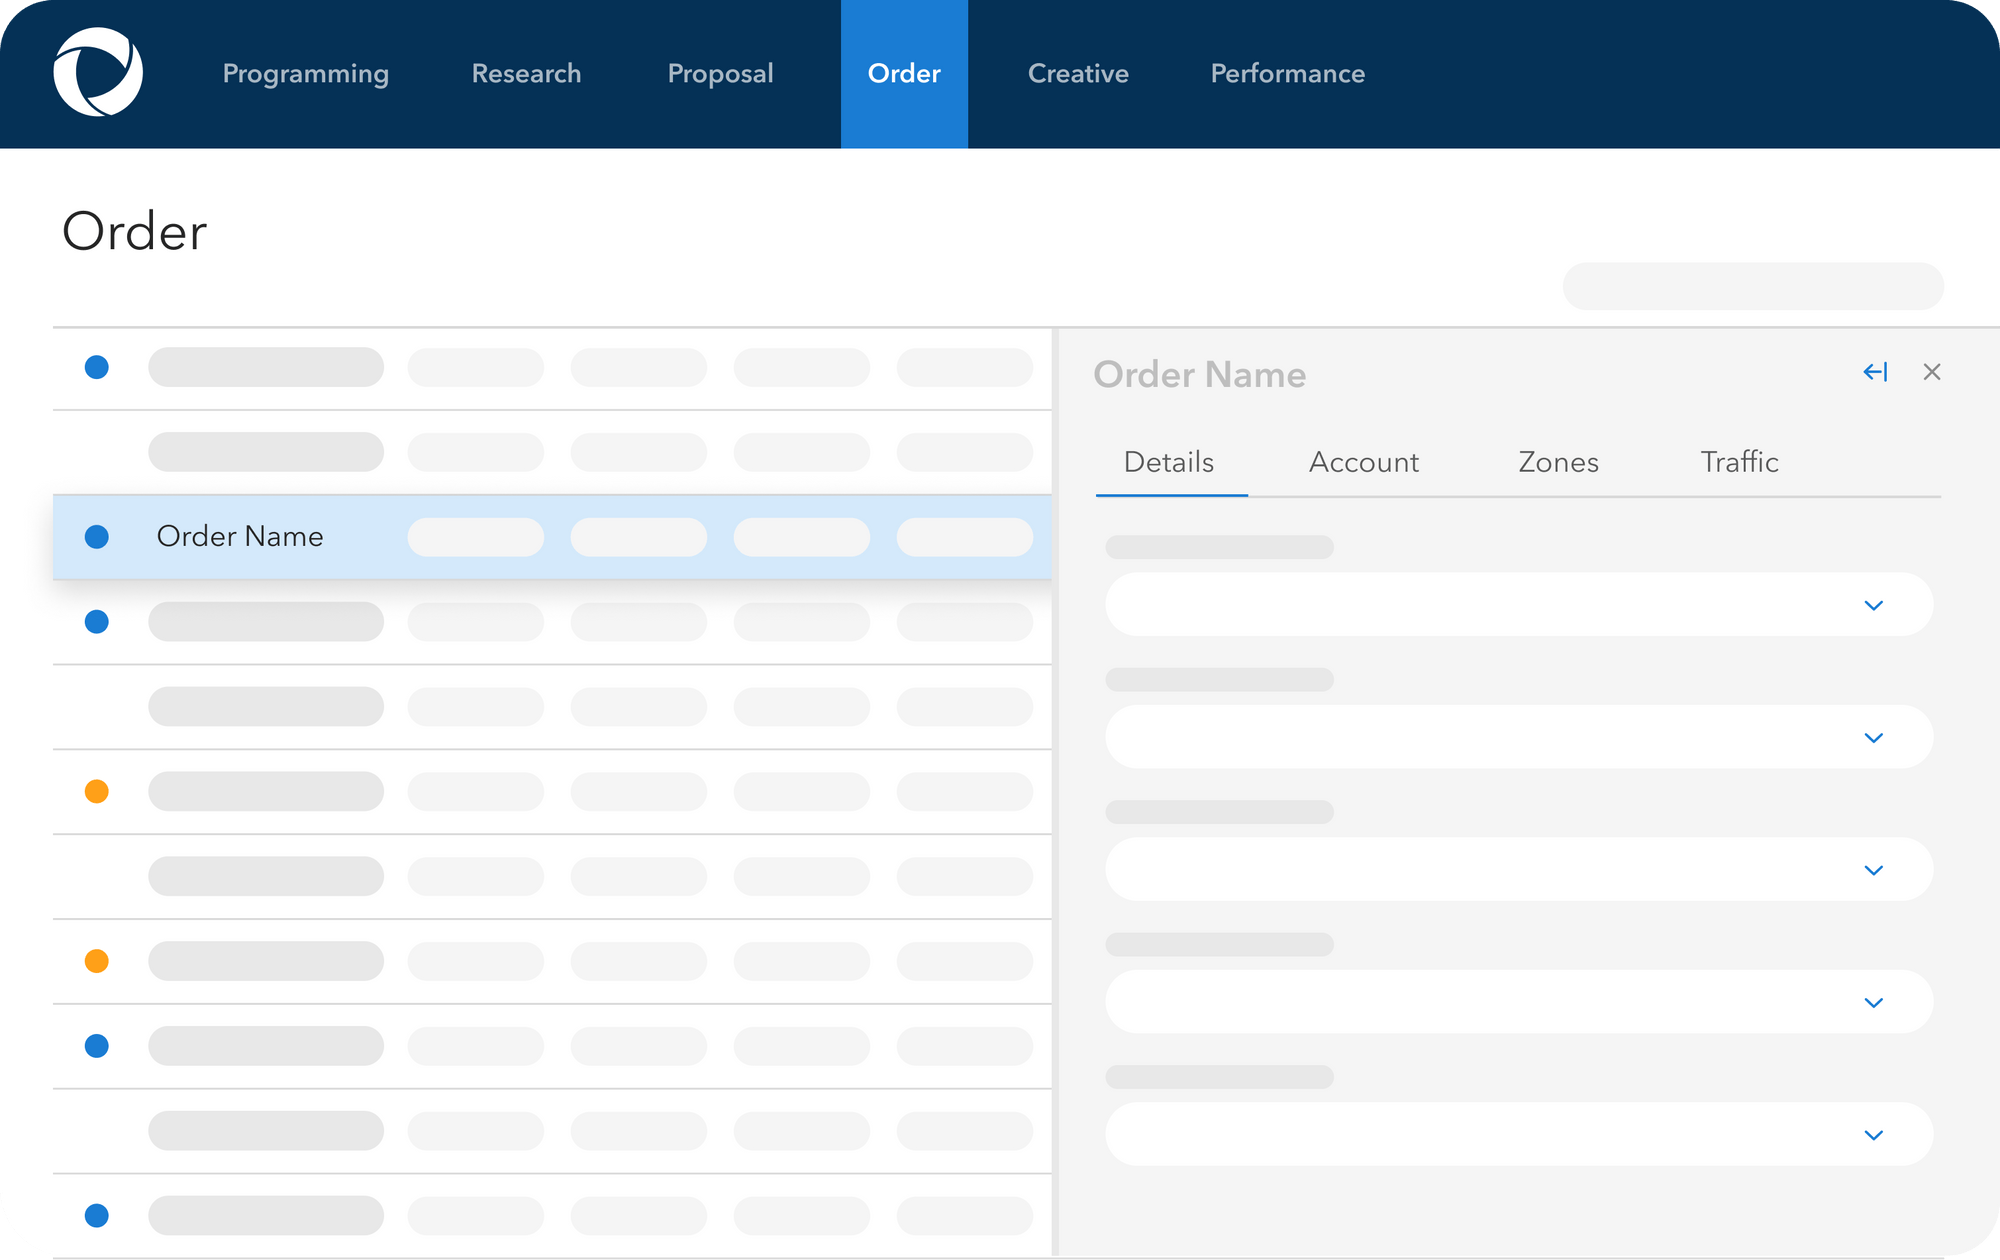 Programming Research Proposal Order Creative Performance
Order
Order Name
Details Account Zones Traffic
Order Name